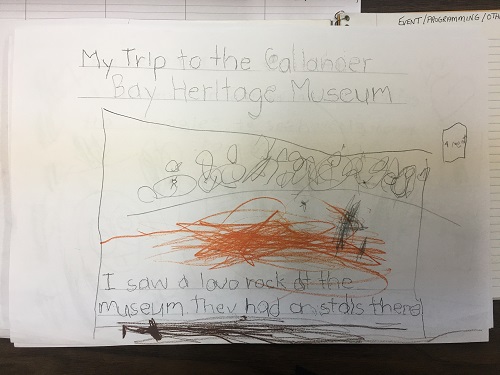 EVENT/PROGRAMMING/OTH
My Trip to the Callander
Bay Heritage Museum
I saw a lava rock at the
museum. they had crystals there